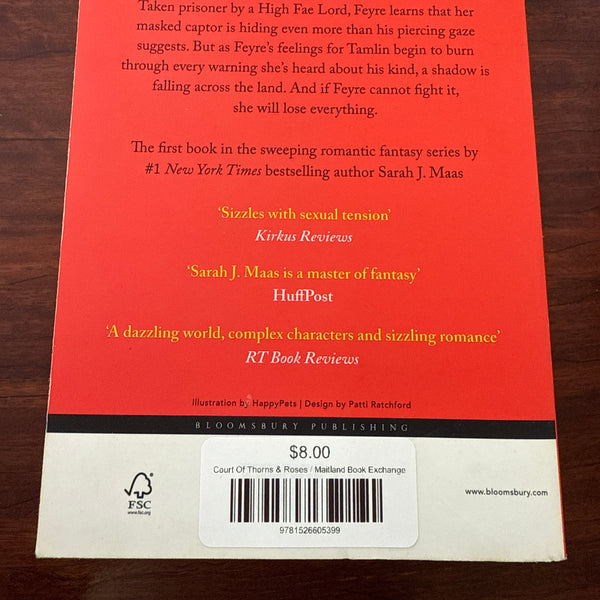 Taken prisoner by a High Fae Lord, Feyre learns that her
masked captor is hiding even more than his piercing gaze
suggests. But as Feyre's feelings for Tamlin begin to burn
through every warning she's heard about his kind, a shadow is
falling across the land. And if Feyre cannot fight it,
she will lose everything.
The first book in the sweeping romantic fantasy series by
#1 New York Times bestselling author Sarah J. Maas
‘Sizzles with sexual tension’
Kirkus Reviews
‘Sarah J. Maas is a master of fantasy’
HuffPost
‘A dazzling world, complex characters and sizzling romance’
RT Book Reviews
Illustration by HappyPets | Design by Patti Ratchford
BLOOMSBURY PUBLISHING
$8.00
Court Of Thorns & Roses / Maitland Book Exchange
9781526605399
FSC
www.fsc.org
www.bloomsbury.com